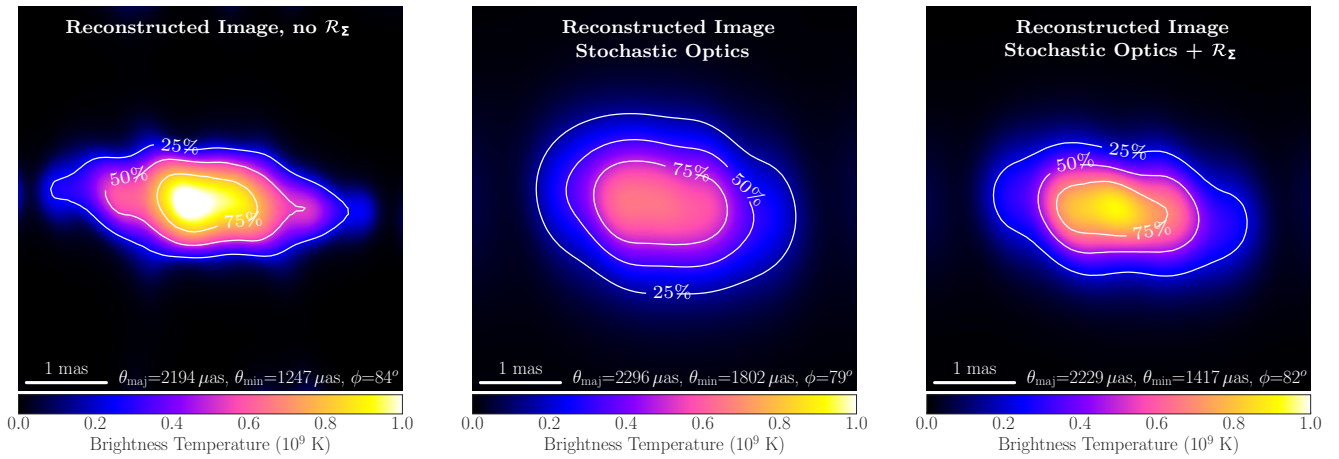 Reconstructed Image, no 𝓡_Σ
25%
50%
75%
1 mas
θ_maj=2194 μas, θ_min=1247 μas, ϕ=84°
0.0 0.2 0.4 0.6 0.8 1.0
Brightness Temperature (10⁹ K)
Reconstructed Image
Stochastic Optics
75%
50%
25%
1 mas
θ_maj=2296 μas, θ_min=1802 μas, ϕ=79°
0.0 0.2 0.4 0.6 0.8 1.0
Brightness Temperature (10⁹ K)
Reconstructed Image
Stochastic Optics + 𝓡_Σ
25%
50%
75%
1 mas
θ_maj=2229 μas, θ_min=1417 μas, ϕ=82°
0.0 0.2 0.4 0.6 0.8 1.0
Brightness Temperature (10⁹ K)